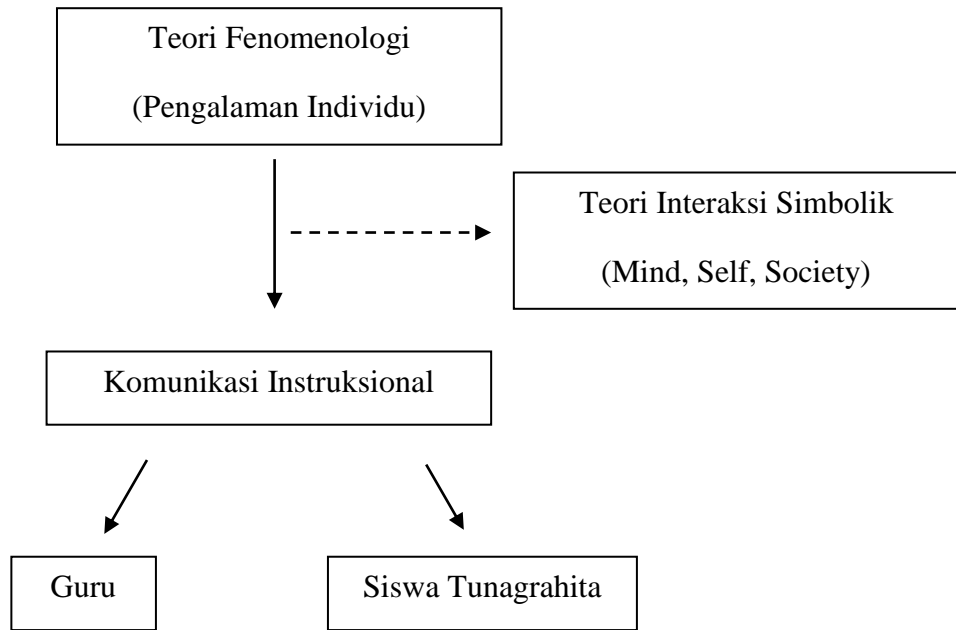 Teori Fenomenologi
(Pengalaman Individu)
Teori Interaksi Simbolik
(Mind, Self, Society)
Komunikasi Instruksional
Guru
Siswa Tunagrahita